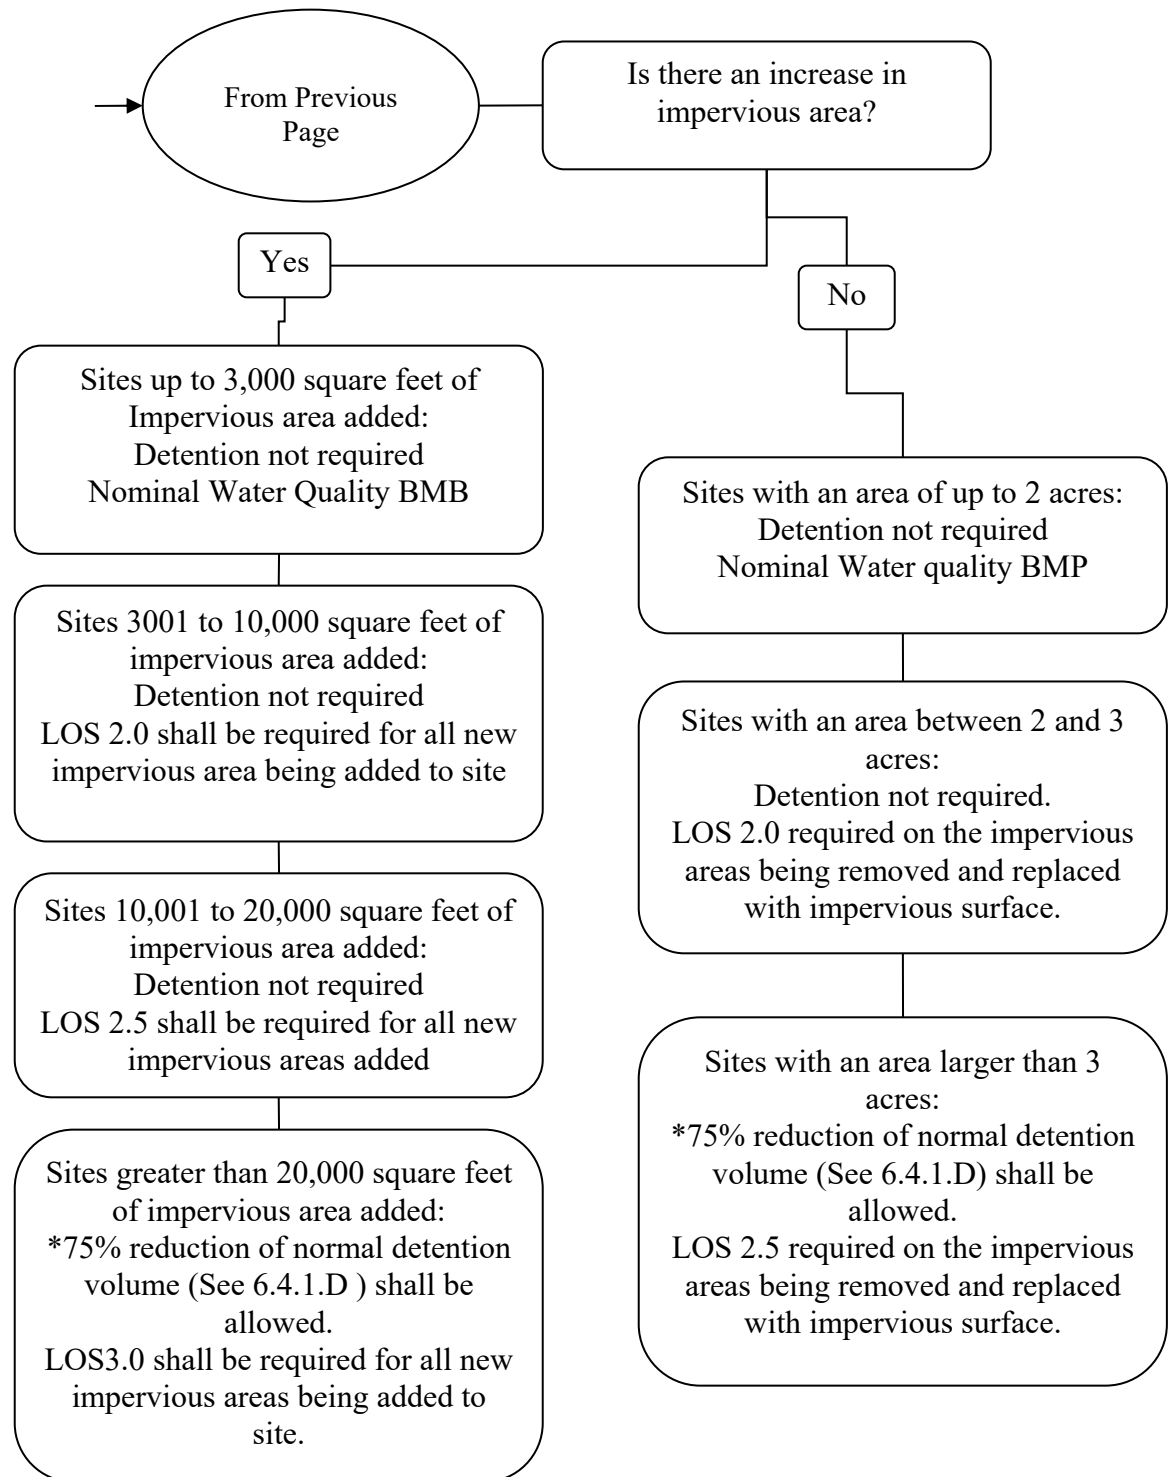 From Previous
Page
Is there an increase in
impervious area?
Yes
No
Sites up to 3,000 square feet of
Impervious area added:
Detention not required
Nominal Water Quality BMB
Sites 3001 to 10,000 square feet of
impervious area added:
Detention not required
LOS 2.0 shall be required for all new
impervious area being added to site
Sites 10,001 to 20,000 square feet of
impervious area added:
Detention not required
LOS 2.5 shall be required for all new
impervious areas added
Sites greater than 20,000 square feet
of impervious area added:
*75% reduction of normal detention
volume (See 6.4.1.D ) shall be
allowed.
LOS3.0 shall be required for all new
impervious areas being added to
site.
Sites with an area of up to 2 acres:
Detention not required
Nominal Water quality BMP
Sites with an area between 2 and 3
acres:
Detention not required.
LOS 2.0 required on the impervious
areas being removed and replaced
with impervious surface.
Sites with an area larger than 3
acres:
*75% reduction of normal detention
volume (See 6.4.1.D) shall be
allowed.
LOS 2.5 required on the impervious
areas being removed and replaced
with impervious surface.